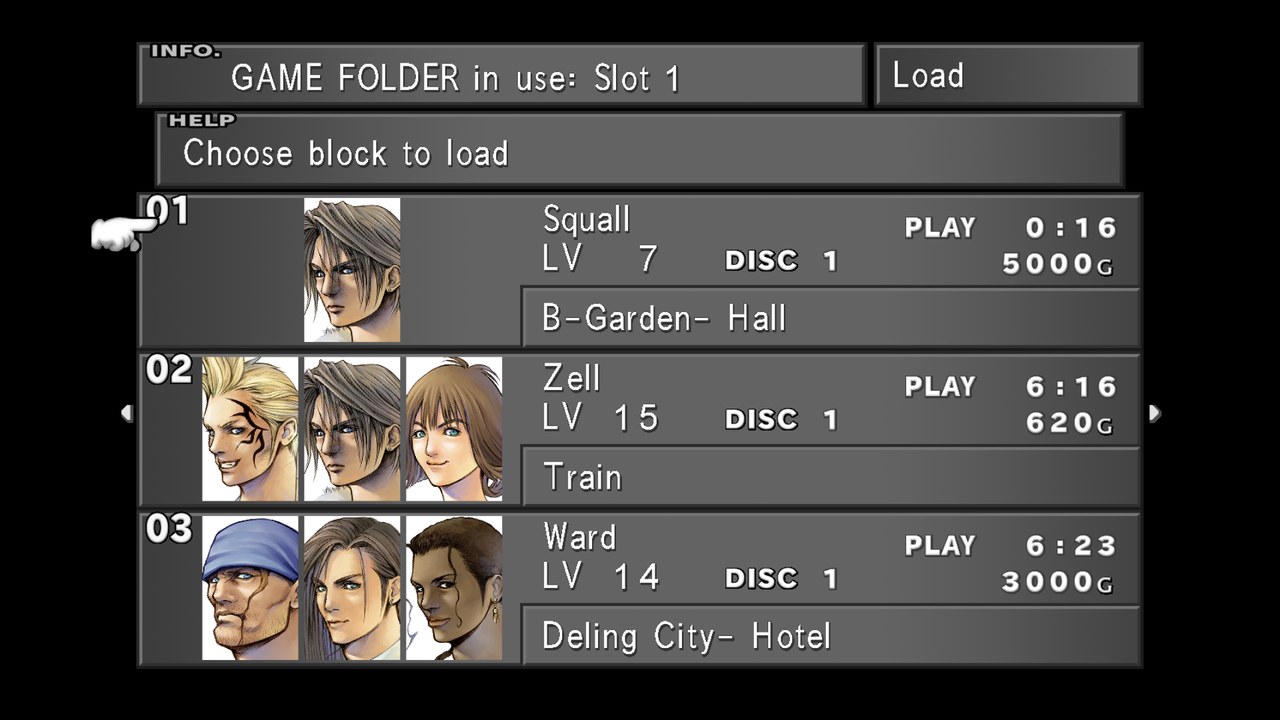 INFO.
GAME FOLDER in use: Slot 1
Load
HELP
Choose block to load
01
Squall
PLAY 0:16
LV 7 DISC 1
5000G
B-Garden- Hall
02
Zell
PLAY 6:16
LV 15 DISC 1
620G
Train
03
Ward
PLAY 6:23
LV 14 DISC 1
3000G
Deling City- Hotel